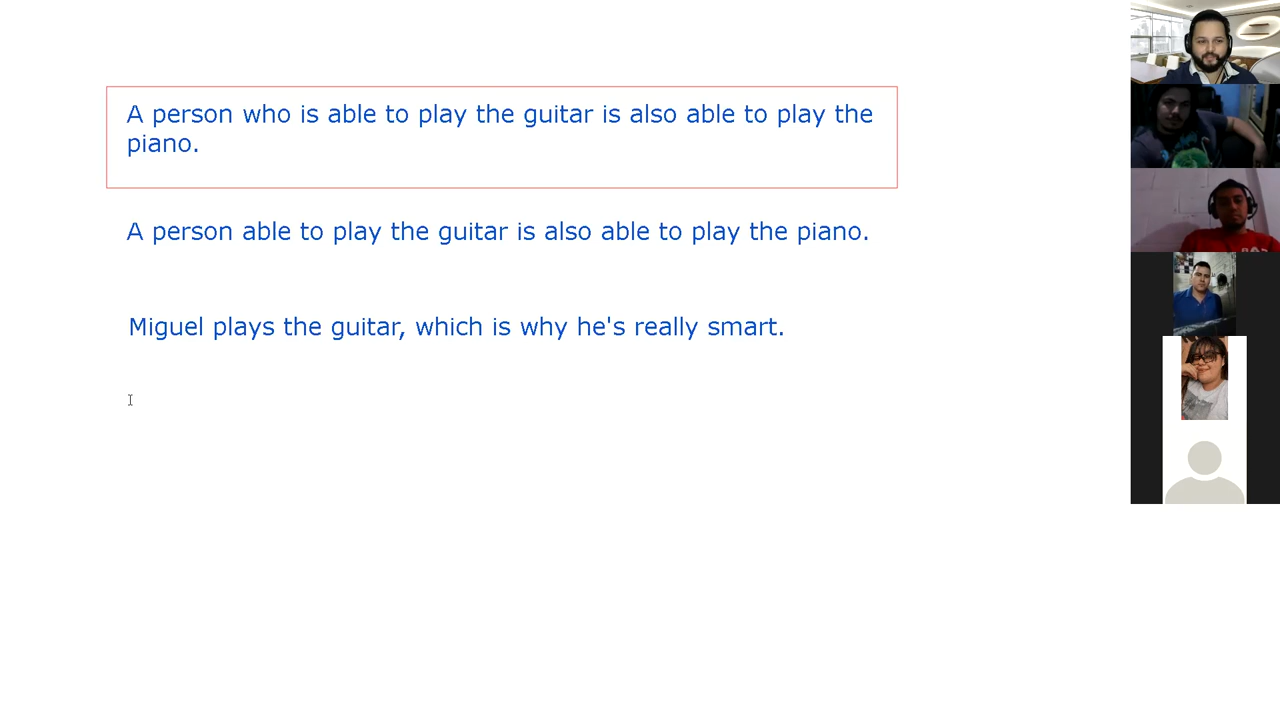 A person who is able to play the guitar is also able to play the
piano.
A person able to play the guitar is also able to play the piano.
Miguel plays the guitar, which is why he's really smart.